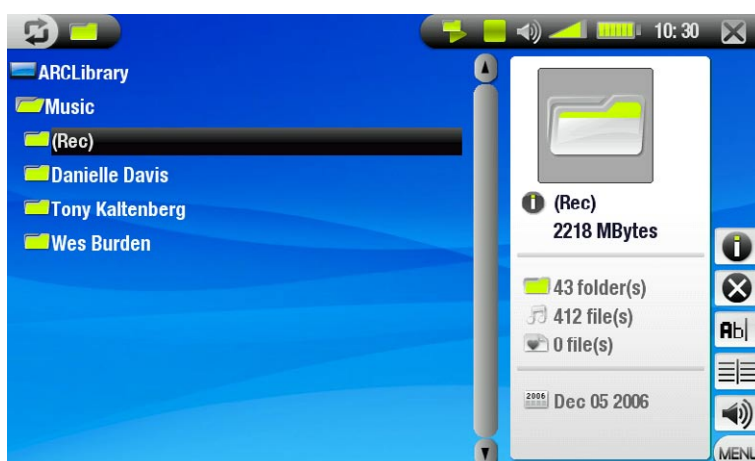 10:30
ARCLibrary
Music
(Rec)
Danielle Davis
Tony Kaltenberg
Wes Burden
(Rec)
2218 MBytes
43 folder(s)
412 file(s)
0 file(s)
2006
Dec 05 2006
Ab
MENU